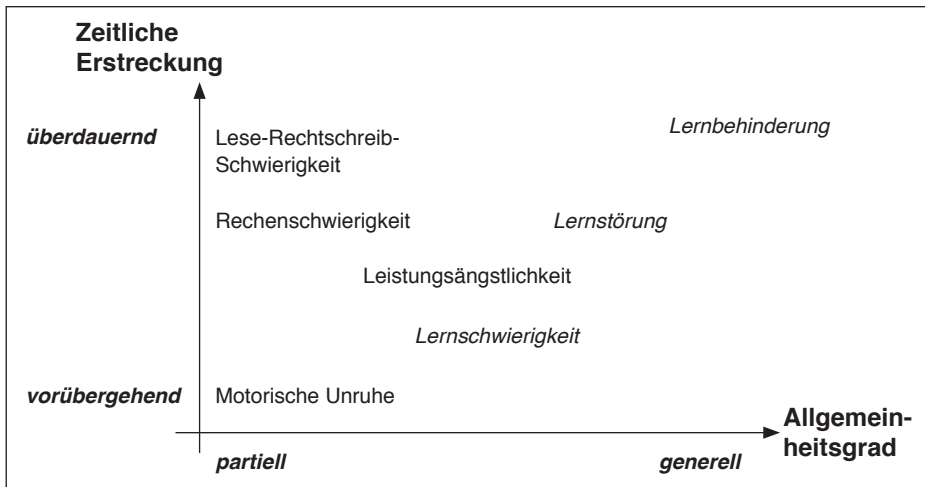 Zeitliche
Erstreckung
überdauernd
Lese-Rechtschreib-
Schwierigkeit
Lernbehinderung
Rechenschwierigkeit
Lernstörung
Leistungsängstlichkeit
Lernschwierigkeit
vorübergehend
Motorische Unruhe
Allgemein-
heitsgrad
partiell
generell